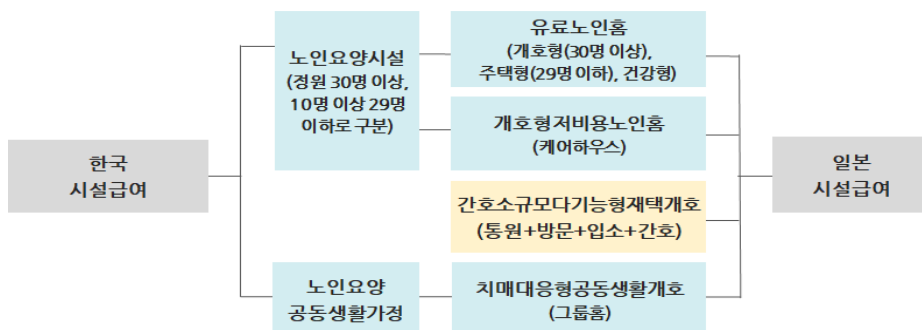 한국
시설급여
노인요양시설
(정원 30명 이상,
10명 이상 29명
이하로 구분)
노인요양
공동생활가정
유료노인홈
(개호형(30명 이상),
주택형(29명 이하), 건강형)
개호형저비용노인홈
(케어하우스)
간호소규모다기능형재택개호
(통원+방문+입소+간호)
치매대응형공동생활개호
(그룹홈)
일본
시설급여